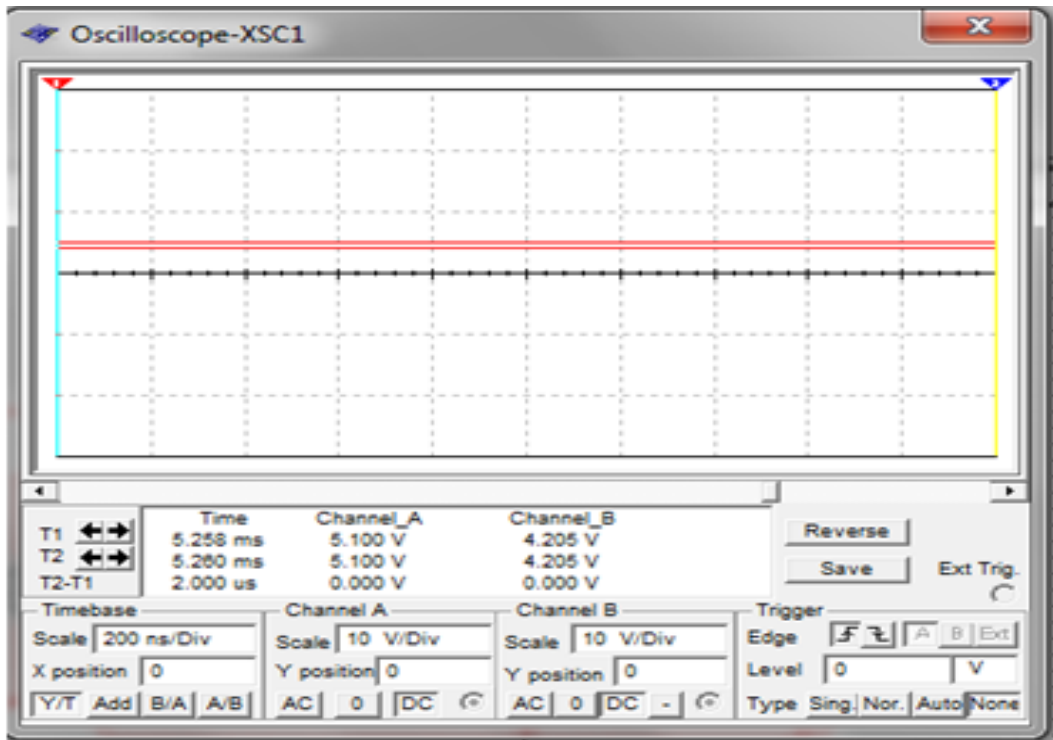 Oscilloscope-XSC1
Time Channel_A Channel_B
T1 5.258 ms 5.100 V 4.205 V
T2 5.260 ms 5.100 V 4.205 V
T2-T1 2.000 us 0.000 V 0.000 V
Reverse
Save
Ext Trig.
Timebase
Scale 200 ns/Div
X position 0
Y/T Add B/A A/B
Channel A
Scale 10 V/Div
Y position 0
AC 0 DC
Channel B
Scale 10 V/Div
Y position 0
AC 0 DC -
Trigger
Edge A B Ext
Level 0 V
Type Sing. Nor. Auto None